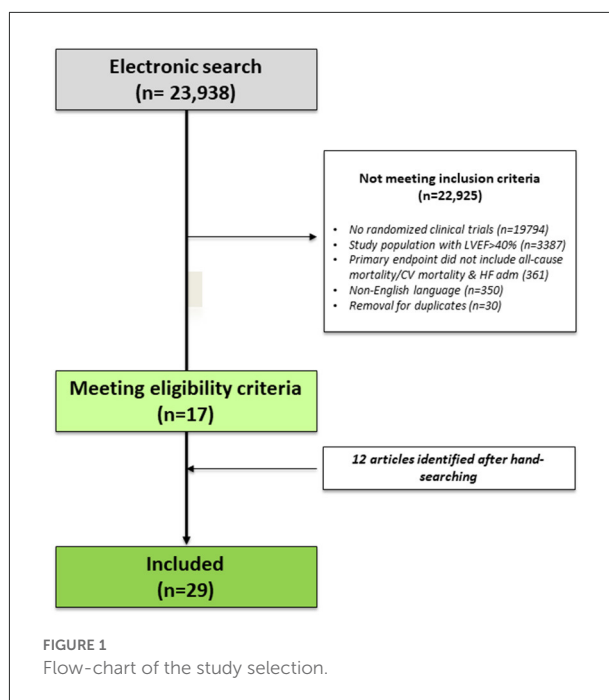 Electronic search
(n= 23,938)
Not meeting inclusion criteria
(n=22,925)
• No randomized clinical trials (n=19794)
• Study population with LVEF>40% (n=3387)
• Primary endpoint did not include all-cause
mortality/CV mortality & HF adm (361)
• Non-English language (n=350)
• Removal for duplicates (n=30)
Meeting eligibility criteria
(n=17)
12 articles identified after hand-
searching
Included
(n=29)
FIGURE 1
Flow-chart of the study selection.